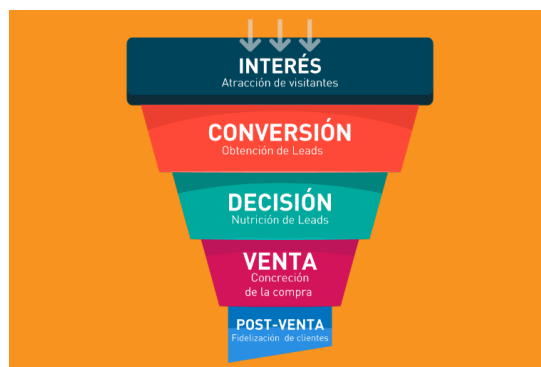 INTERÉS
Atracción de visitantes
CONVERSIÓN
Obtención de Leads
DECISIÓN
Nutrición de Leads
VENTA
Concreción
de la compra
POST-VENTA
Fidelización de clientes